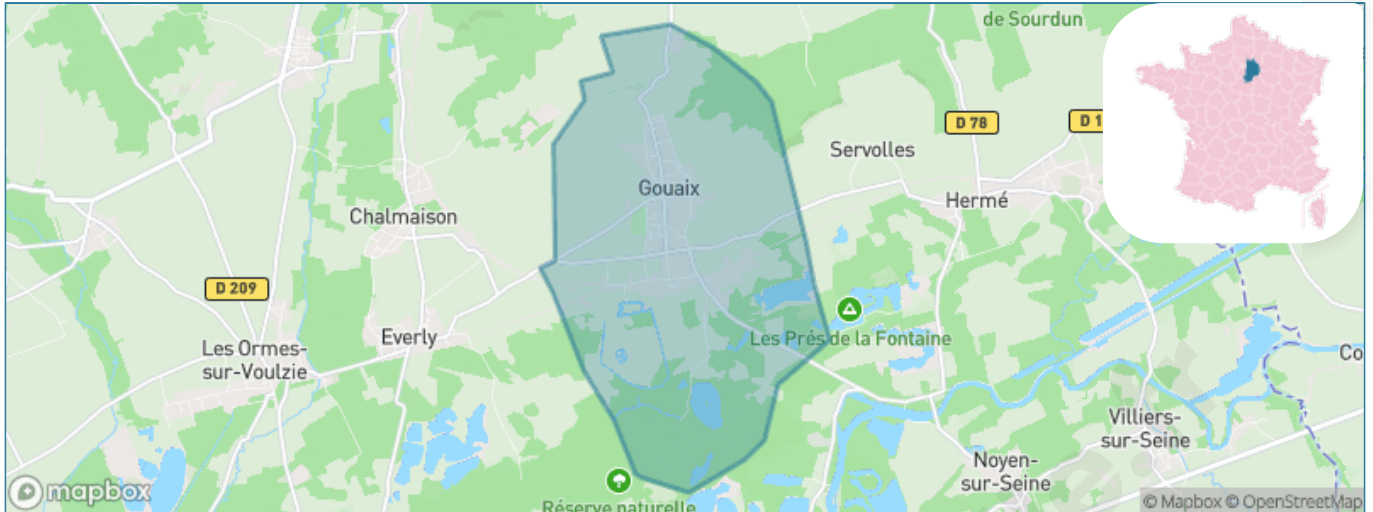 de Sourdun
D 78
D 1
Servolles
Gouaix
Hermé
Chalmaison
D 209
Les Prés de la Fontaine
Everly
Les Ormes-
sur-Voulzie
Co
Villiers-
sur-Seine
Noyen-
sur-Seine
Réserve naturelle
mapbox
© Mapbox © OpenStreetMap